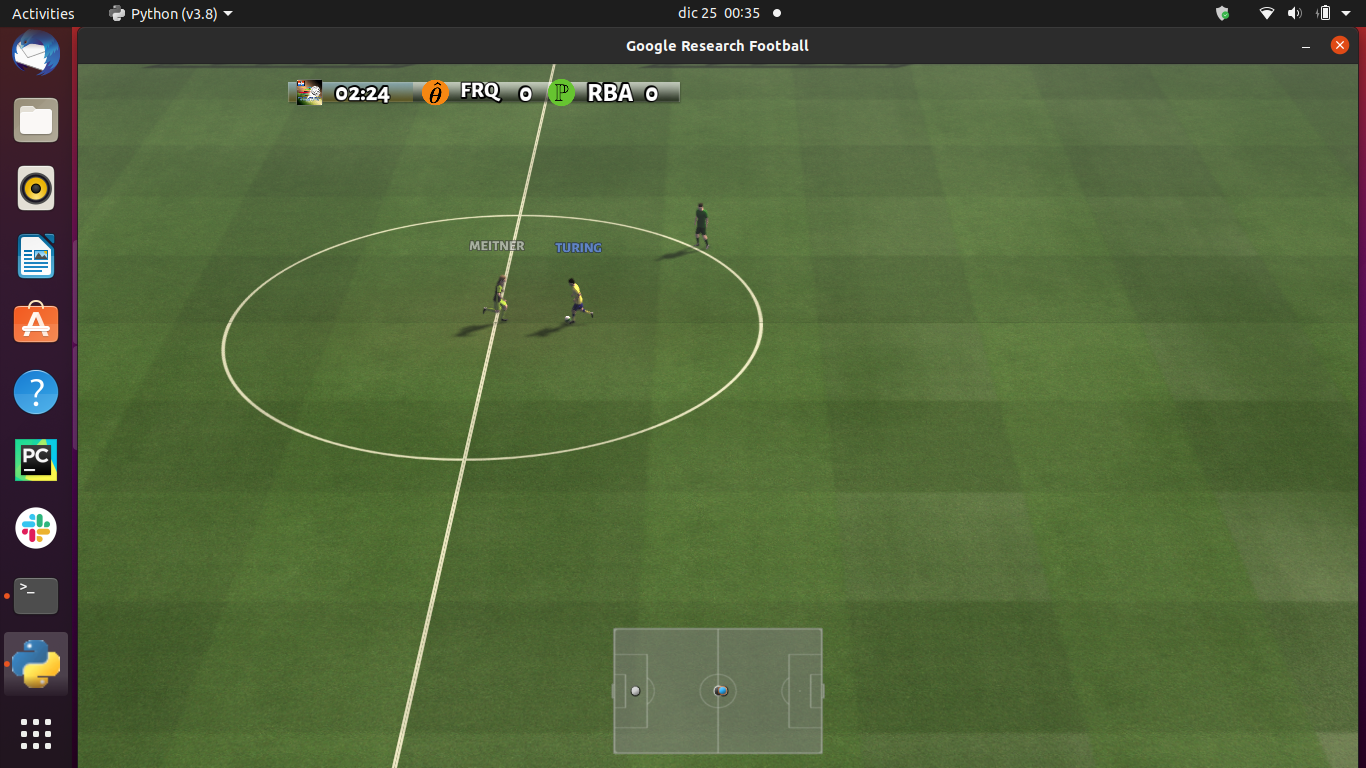 Activities Python (v3.8) dic 25 00:35
Google Research Football
02:24 θ̂ FRQ 0 ℙ RBA 0
MEITNER TURING
?
PC
>_